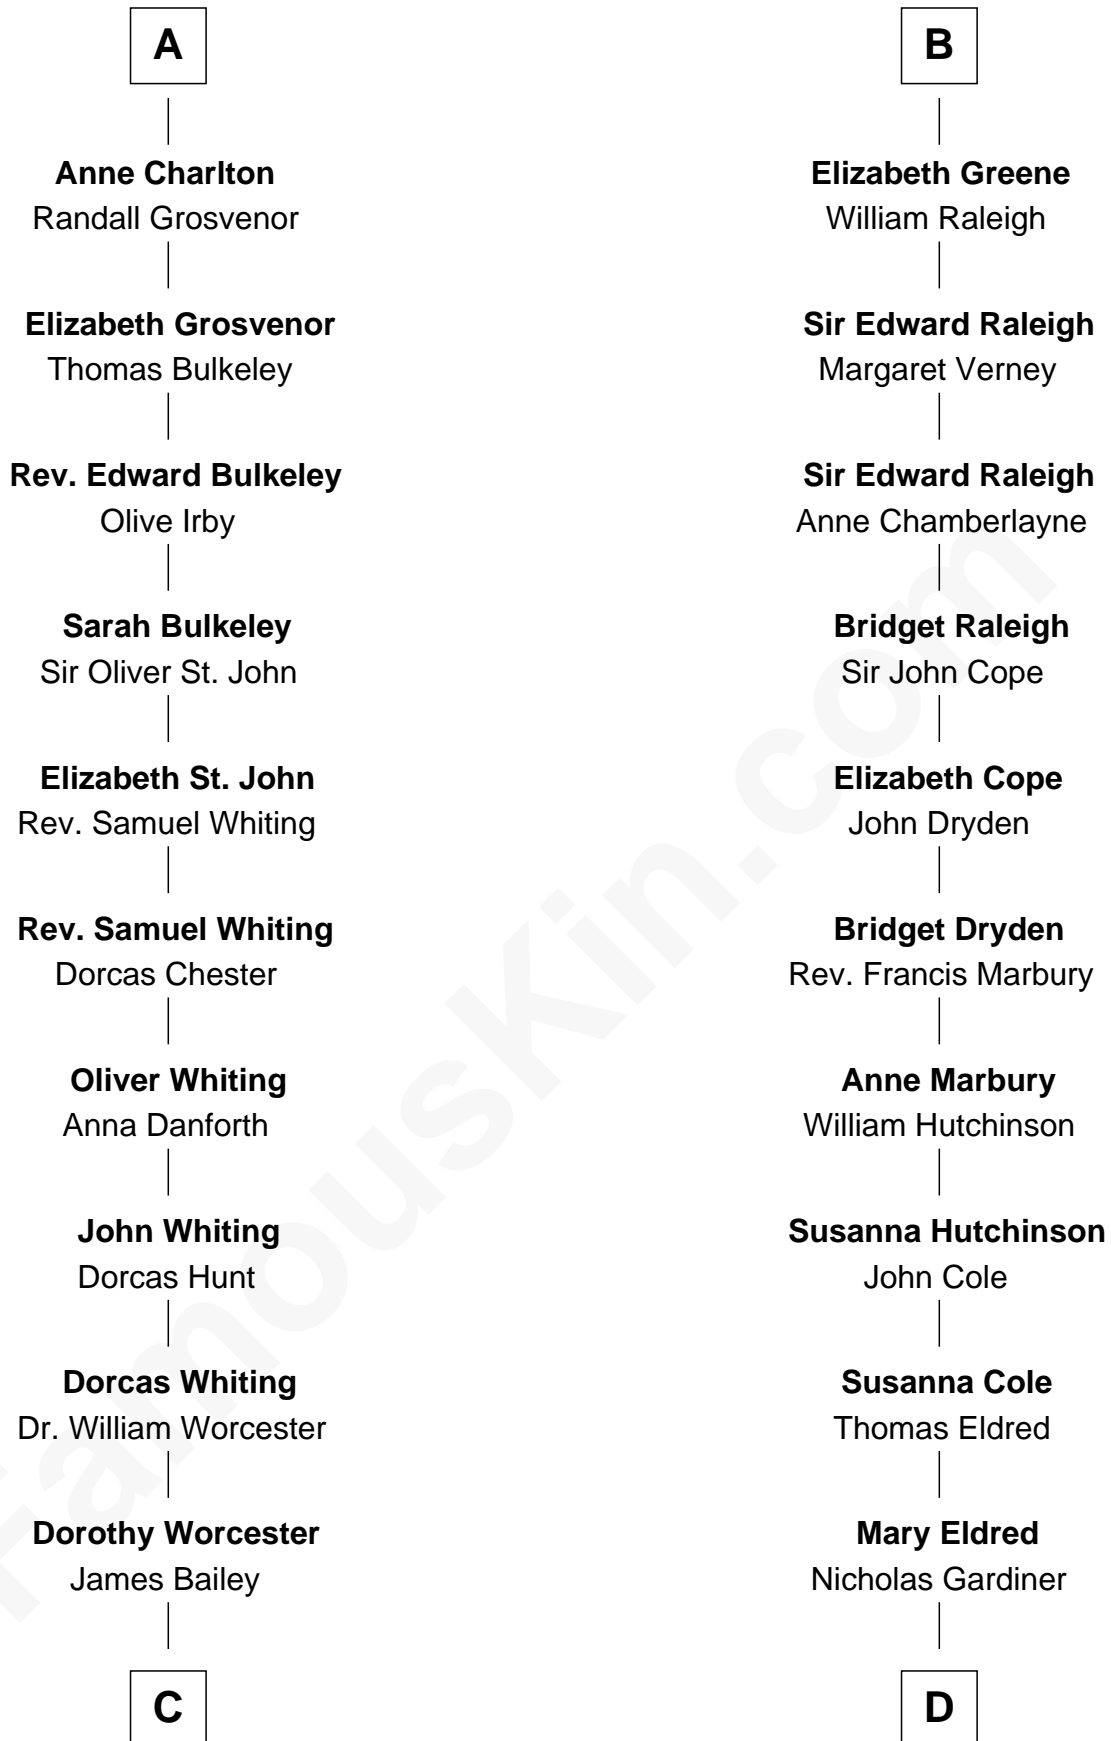 A
Anne Charlton
Randall Grosvenor
Elizabeth Grosvenor
Thomas Bulkeley
Rev. Edward Bulkeley
Olive Irby
Sarah Bulkeley
Sir Oliver St. John
Elizabeth St. John
Rev. Samuel Whiting
Rev. Samuel Whiting
Dorcas Chester
Oliver Whiting
Anna Danforth
John Whiting
Dorcas Hunt
Dorcas Whiting
Dr. William Worcester
Dorothy Worcester
James Bailey
C
B
Elizabeth Greene
William Raleigh
Sir Edward Raleigh
Margaret Verney
Sir Edward Raleigh
Anne Chamberlayne
Bridget Raleigh
Sir John Cope
Elizabeth Cope
John Dryden
Bridget Dryden
Rev. Francis Marbury
Anne Marbury
William Hutchinson
Susanna Hutchinson
John Cole
Susanna Cole
Thomas Eldred
Mary Eldred
Nicholas Gardiner
D
FamousKin.com